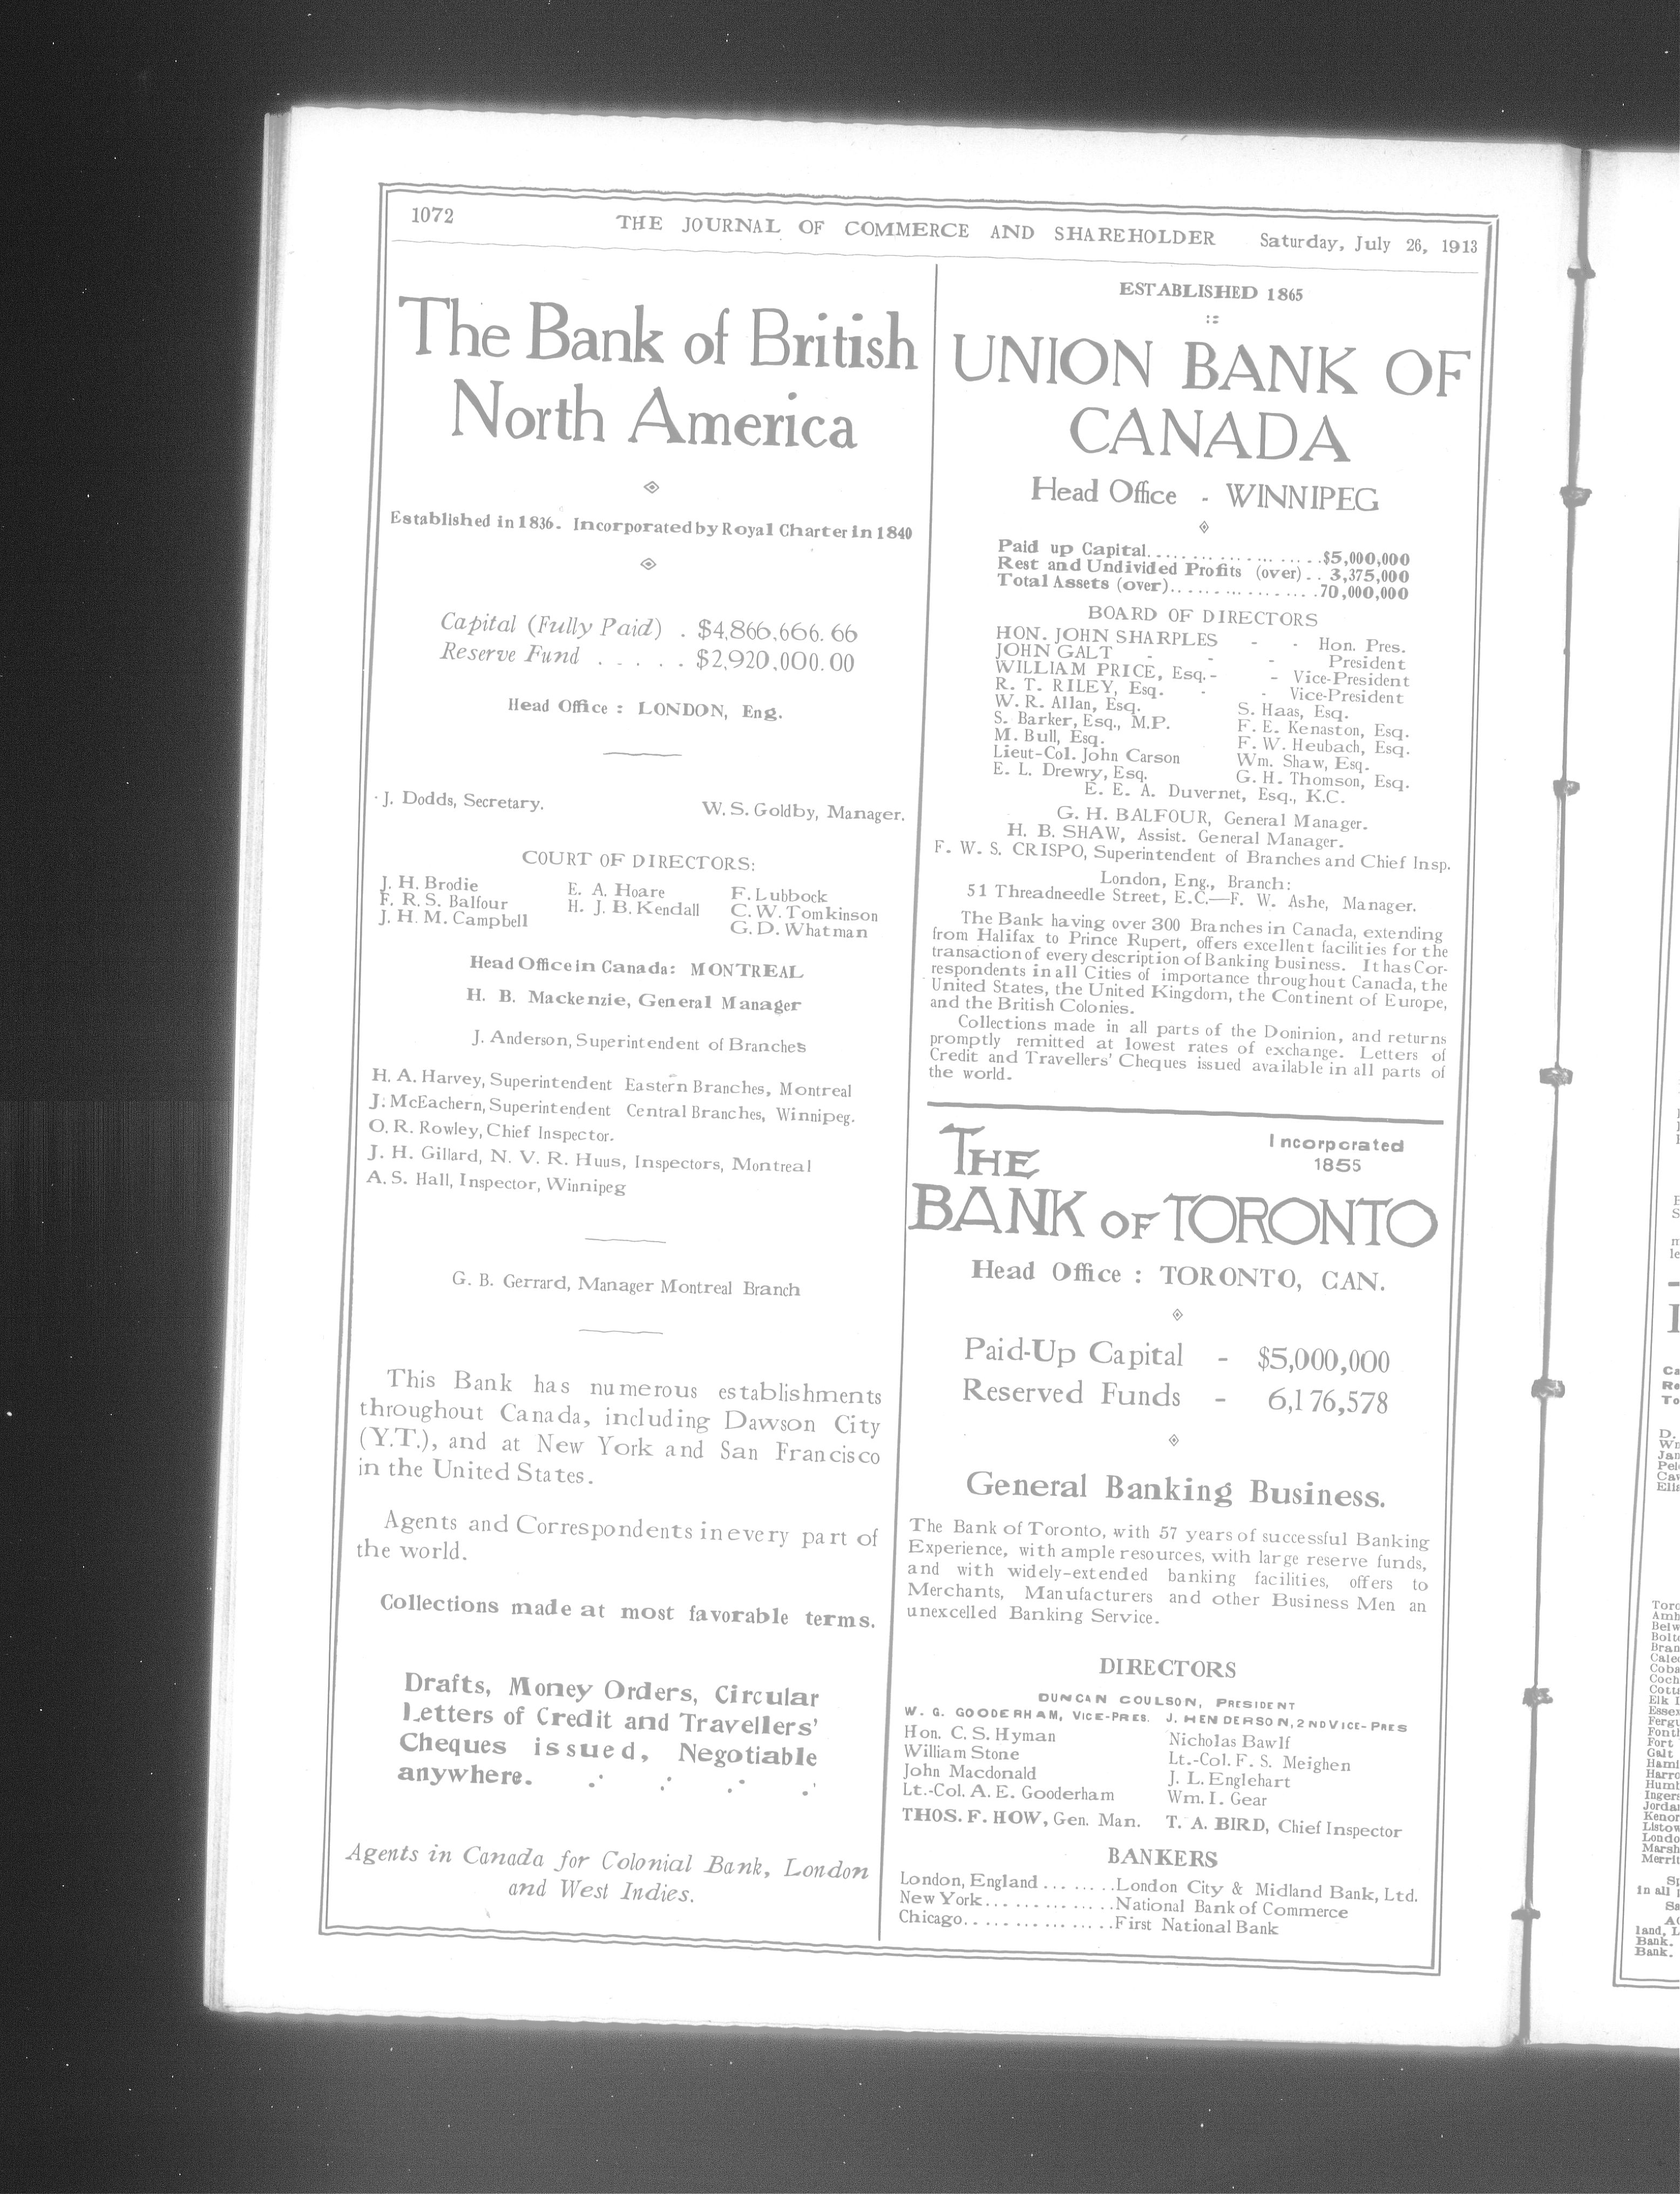 1072 THE JOURNAL OF COMMERCE AND SHAREHOLDER Saturday, July 26, 1913
The Bank of British
North America
Established in 1836. Incorporated by Royal Charter in 1840
Capital (Fully Paid) . $4,866,666.66
Reserve Fund . . . . . $2,920,000.00
Head Office : LONDON, Eng.
J. Dodds, Secretary. W. S. Goldby, Manager.
COURT OF DIRECTORS:
J. H. Brodie E. A. Hoare F. Lubbock
F. R. S. Balfour H. J. B. Kendall C. W. Tomkinson
J. H. M. Campbell G. D. Whatman
Head Office in Canada: MONTREAL
H. B. Mackenzie, General Manager
J. Anderson, Superintendent of Branches
H. A. Harvey, Superintendent Eastern Branches, Montreal
J. McEachern, Superintendent Central Branches, Winnipeg.
O. R. Rowley, Chief Inspector.
J. H. Gillard, N. V. R. Huus, Inspectors, Montreal
A. S. Hall, Inspector, Winnipeg
G. B. Gerrard, Manager Montreal Branch
This Bank has numerous establishments
throughout Canada, including Dawson City
(Y.T.), and at New York and San Francisco
in the United States.
Agents and Correspondents in every part of
the world.
Collections made at most favorable terms.
Drafts, Money Orders, Circular
Letters of Credit and Travellers'
Cheques issued, Negotiable
anywhere.
Agents in Canada for Colonial Bank, London
and West Indies.
ESTABLISHED 1865
UNION BANK OF
CANADA
Head Office - WINNIPEG
Paid up Capital....................$5,000,000
Rest and Undivided Profits (over).. 3,375,000
Total Assets (over).................70,000,000
BOARD OF DIRECTORS
HON. JOHN SHARPLES - - Hon. Pres.
JOHN GALT - - - President
WILLIAM PRICE, Esq. - - Vice-President
R. T. RILEY, Esq. - - Vice-President
W. R. Allan, Esq. S. Haas, Esq.
S. Barker, Esq., M.P. F. E. Kenaston, Esq.
M. Bull, Esq. F. W. Heubach, Esq.
Lieut-Col. John Carson Wm. Shaw, Esq.
E. L. Drewry, Esq. G. H. Thomson, Esq.
E. E. A. Duvernet, Esq., K.C.
G. H. BALFOUR, General Manager.
H. B. SHAW, Assist. General Manager.
F. W. S. CRISPO, Superintendent of Branches and Chief Insp.
London, Eng., Branch:
51 Threadneedle Street, E.C.—F. W. Ashe, Manager.
The Bank having over 300 Branches in Canada, extending
from Halifax to Prince Rupert, offers excellent facilities for the
transaction of every description of Banking business. It has Cor-
respondents in all Cities of importance throughout Canada, the
United States, the United Kingdom, the Continent of Europe,
and the British Colonies.
Collections made in all parts of the Doninion, and returns
promptly remitted at lowest rates of exchange. Letters of
Credit and Travellers' Cheques issued available in all parts of
the world.
THE Incorporated
1855
BANK OF TORONTO
Head Office : TORONTO, CAN.
Paid-Up Capital - $5,000,000
Reserved Funds - 6,176,578
General Banking Business.
The Bank of Toronto, with 57 years of successful Banking
Experience, with ample resources, with large reserve funds,
and with widely-extended banking facilities, offers to
Merchants, Manufacturers and other Business Men an
unexcelled Banking Service.
DIRECTORS
DUNCAN COULSON, PRESIDENT
W. G. GOODERHAM, VICE-PRES. J. HENDERSON, 2ND VICE-PRES
Hon. C. S. Hyman Nicholas Bawlf
William Stone Lt.-Col. F. S. Meighen
John Macdonald J. L. Englehart
Lt.-Col. A. E. Gooderham Wm. I. Gear
THOS. F. HOW, Gen. Man. T. A. BIRD, Chief Inspector
BANKERS
London, England ........London City & Midland Bank, Ltd.
New York..............National Bank of Commerce
Chicago................First National Bank